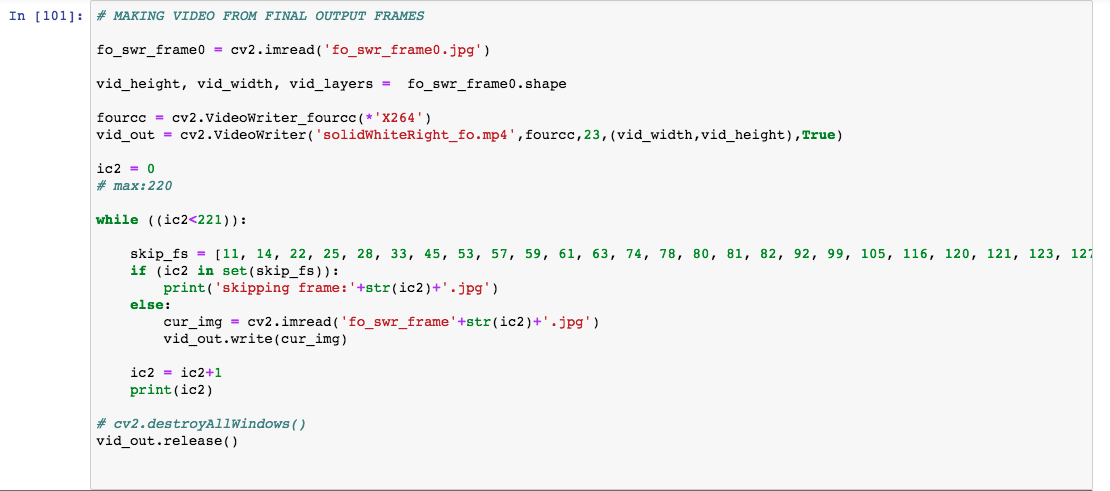 In [101]: # MAKING VIDEO FROM FINAL OUTPUT FRAMES
fo_swr_frame0 = cv2.imread('fo_swr_frame0.jpg')
vid_height, vid_width, vid_layers =  fo_swr_frame0.shape
fourcc = cv2.VideoWriter_fourcc(*'X264')
vid_out = cv2.VideoWriter('solidWhiteRight_fo.mp4',fourcc,23,(vid_width,vid_height),True)
ic2 = 0
# max:220
while ((ic2<221)):
    skip_fs = [11, 14, 22, 25, 28, 33, 45, 53, 57, 59, 61, 63, 74, 78, 80, 81, 82, 92, 99, 105, 116, 120, 121, 123, 127
    if (ic2 in set(skip_fs)):
        print('skipping frame:'+str(ic2)+'.jpg')
    else:
        cur_img = cv2.imread('fo_swr_frame'+str(ic2)+'.jpg')
        vid_out.write(cur_img)
    ic2 = ic2+1
    print(ic2)
# cv2.destroyAllWindows()
vid_out.release()